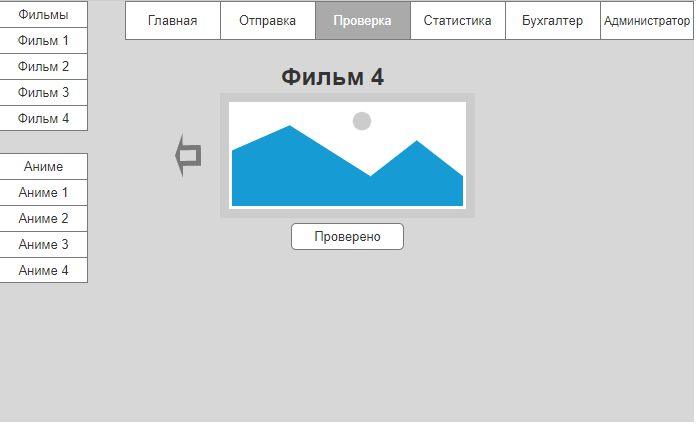 Фильмы
Фильм 1
Фильм 2
Фильм 3
Фильм 4
Аниме
Аниме 1
Аниме 2
Аниме 3
Аниме 4
Главная Отправка Проверка Статистика Бухгалтер Администратор
Фильм 4
Проверено